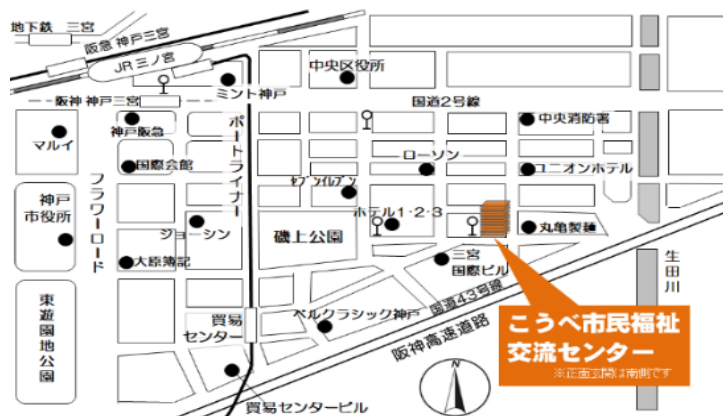 地下鉄 三宮
阪急 神戸三宮
JR三ノ宮
中央区役所
ミント神戸
阪神 神戸三宮
国道2号線
神戸阪急
中央消防署
マルイ
ポートライナー
国際会館
ローソン
ユニオンホテル
フラワーロード
セブンイレブン
神戸
市役所
ホテル1・2・3
ジョーシン
磯上公園
丸亀製麺
大原簿記
三宮
国際ビル
生田川
国道43号線
東遊園地公園
貿易
センター
ベルクラシック神戸
阪神高速道路
こうべ市民福祉
交流センター
※正面玄関は南側です
貿易センタービル